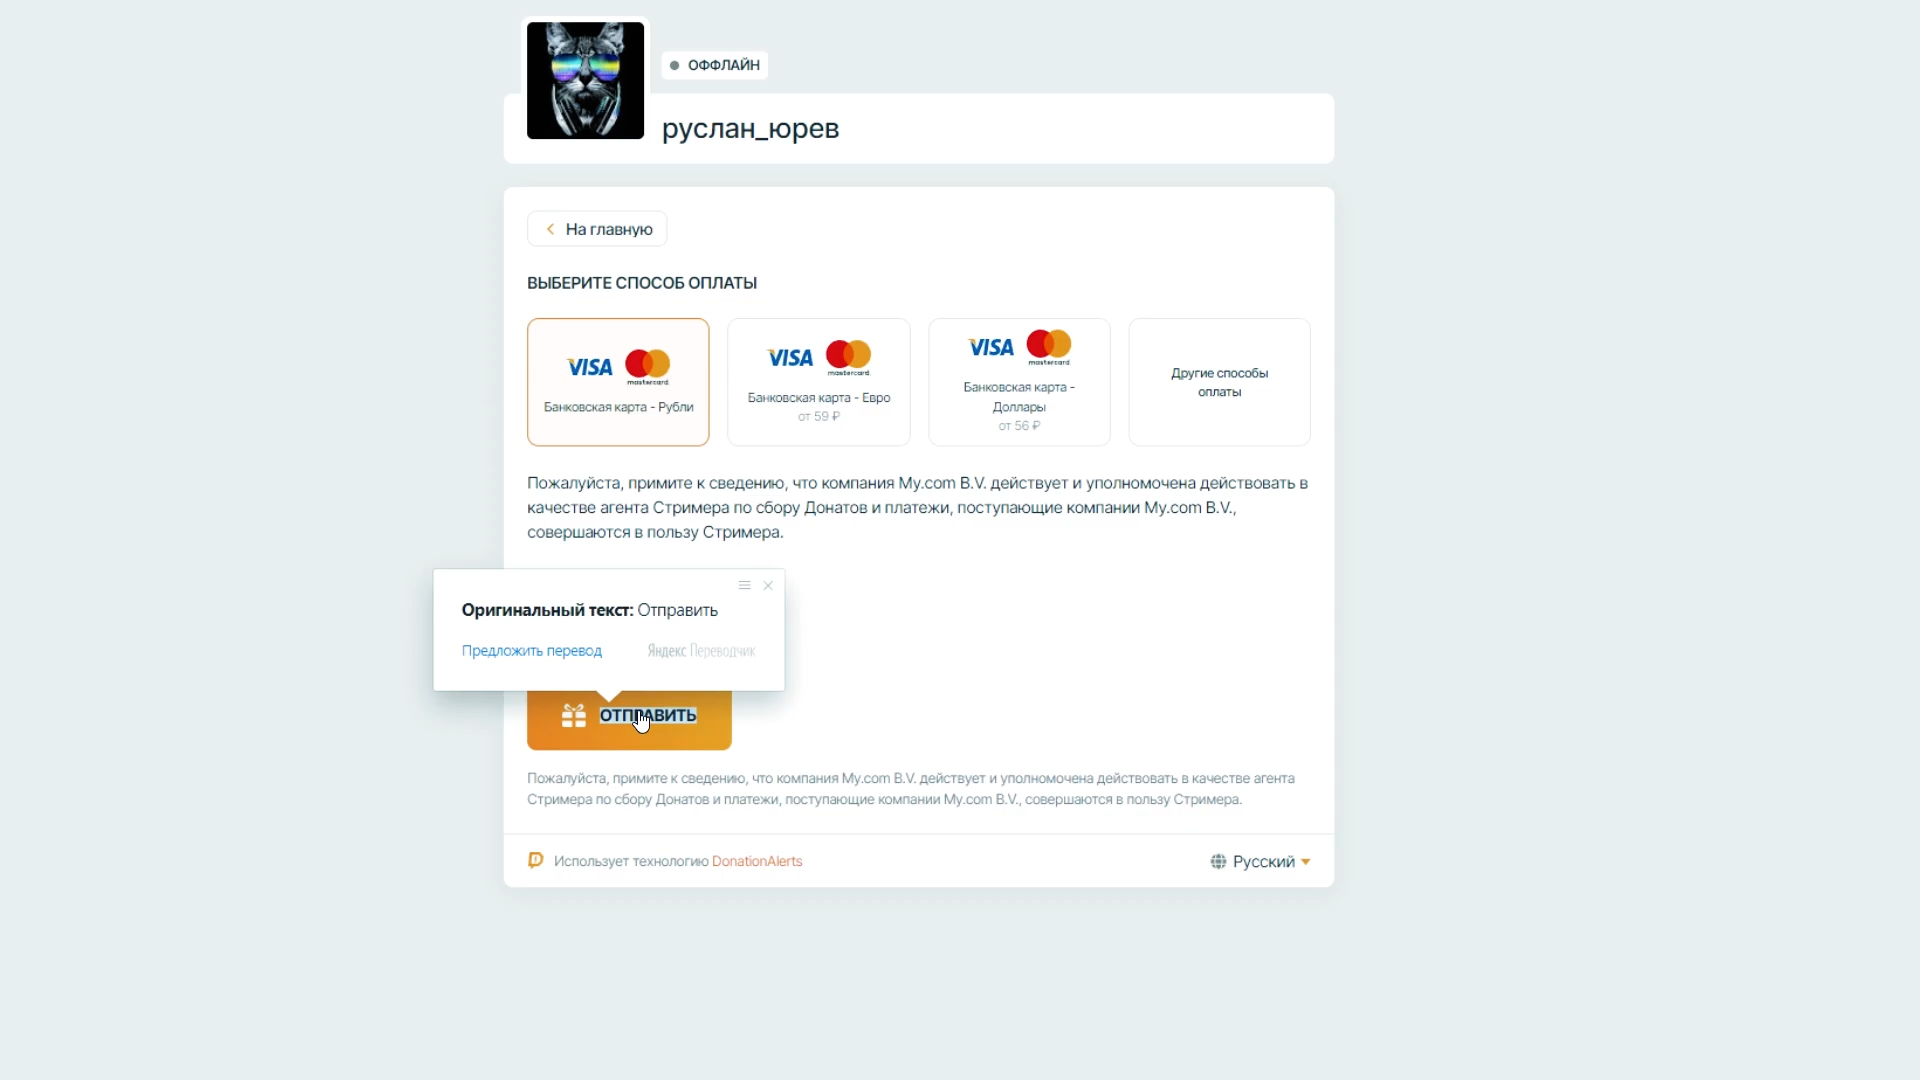 ОФФЛАЙН
руслан_юрев
На главную
ВЫБЕРИТЕ СПОСОБ ОПЛАТЫ
VISA mastercard
Банковская карта - Рубли
VISA mastercard
Банковская карта - Евро
от 59 ₽
VISA mastercard
Банковская карта -
Доллары
от 56 ₽
Другие способы
оплаты
Пожалуйста, примите к сведению, что компания My.com B.V. действует и уполномочена действовать в
качестве агента Стримера по сбору Донатов и платежи, поступающие компании My.com B.V.,
совершаются в пользу Стримера.
Оригинальный текст: Отправить
Предложить перевод Яндекс Переводчик
ОТПРАВИТЬ
Пожалуйста, примите к сведению, что компания My.com B.V. действует и уполномочена действовать в качестве агента
Стримера по сбору Донатов и платежи, поступающие компании My.com B.V., совершаются в пользу Стримера.
Использует технологию DonationAlerts
Русский